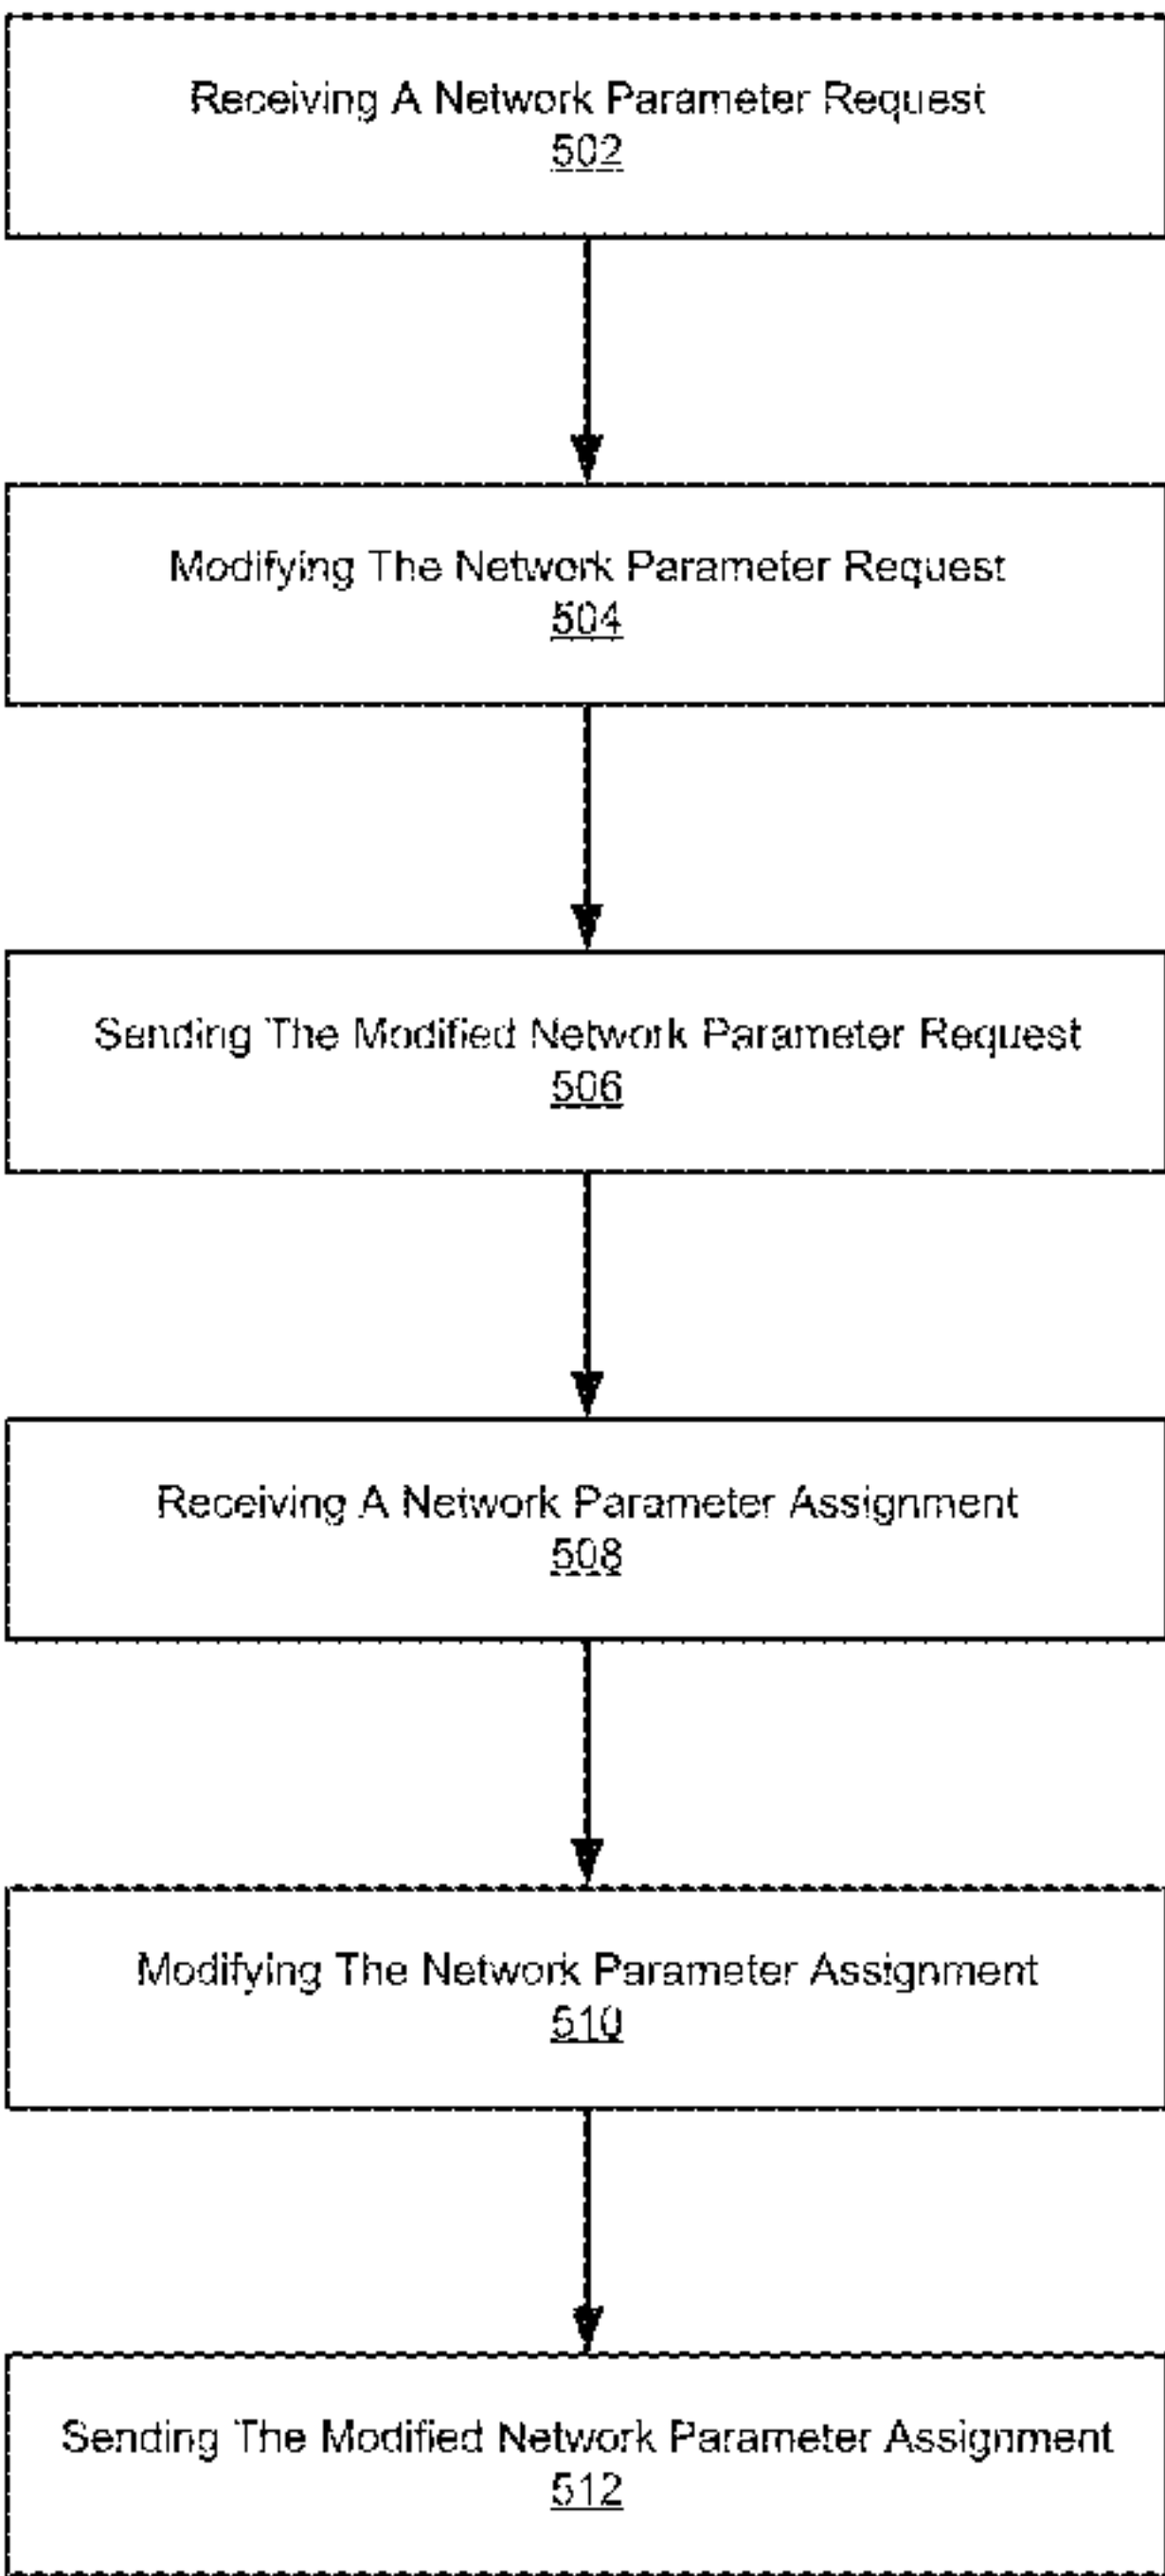 Receiving A Network Parameter Request
502
Modifying The Network Parameter Request
504
Sending The Modified Network Parameter Request
506
Receiving A Network Parameter Assignment
508
Modifying The Network Parameter Assignment
510
Sending The Modified Network Parameter Assignment
512